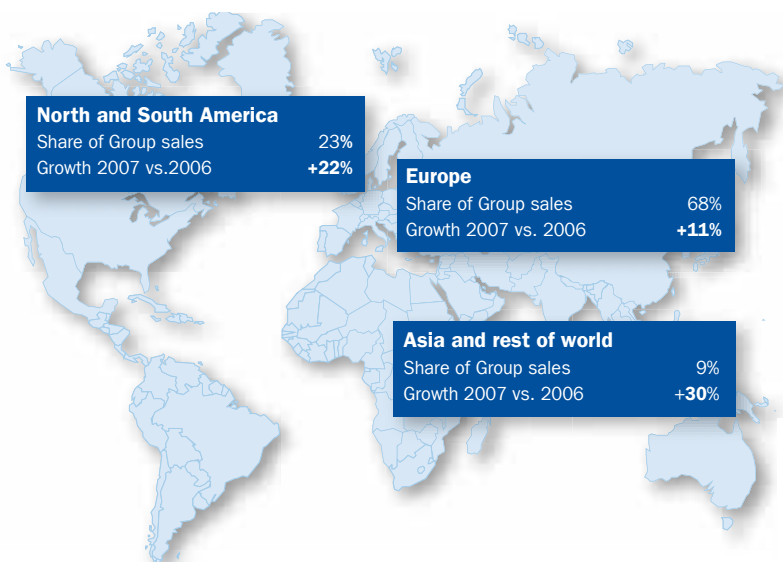 North and South America
Share of Group sales 23%
Growth 2007 vs.2006 +22%
Europe
Share of Group sales 68%
Growth 2007 vs. 2006 +11%
Asia and rest of world
Share of Group sales 9%
Growth 2007 vs. 2006 +30%